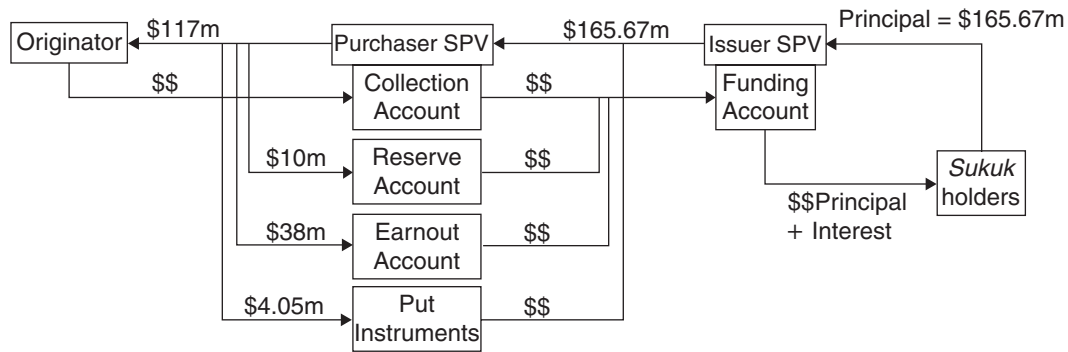 Principal = $165.67m
Originator
$117m
Purchaser SPV
$165.67m
Issuer SPV
$$
Collection
Account
$$
Funding
Account
$10m
Reserve
Account
$$
Sukuk
holders
$$Principal
+ Interest
$38m
Earnout
Account
$$
$4.05m
Put
Instruments
$$